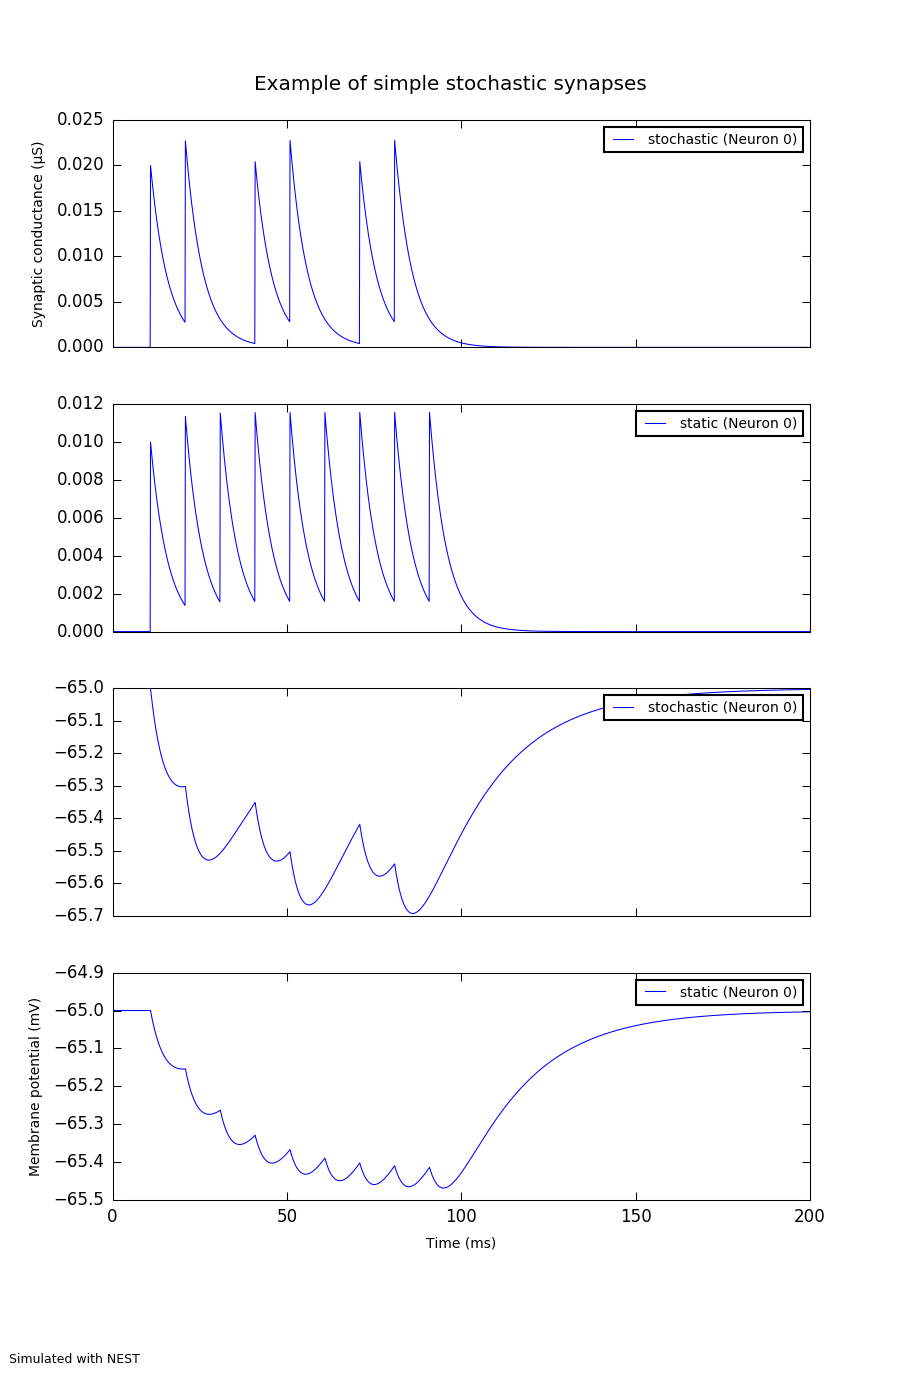 Example of simple stochastic synapses
0.025
0.020
0.015
0.010
0.005
0.000
Synaptic conductance (µS)
stochastic (Neuron 0)
0.012
0.010
0.008
0.006
0.004
0.002
0.000
static (Neuron 0)
−65.0
−65.1
−65.2
−65.3
−65.4
−65.5
−65.6
−65.7
stochastic (Neuron 0)
−64.9
−65.0
−65.1
−65.2
−65.3
−65.4
−65.5
Membrane potential (mV)
static (Neuron 0)
0 50 100 150 200
Time (ms)
Simulated with NEST